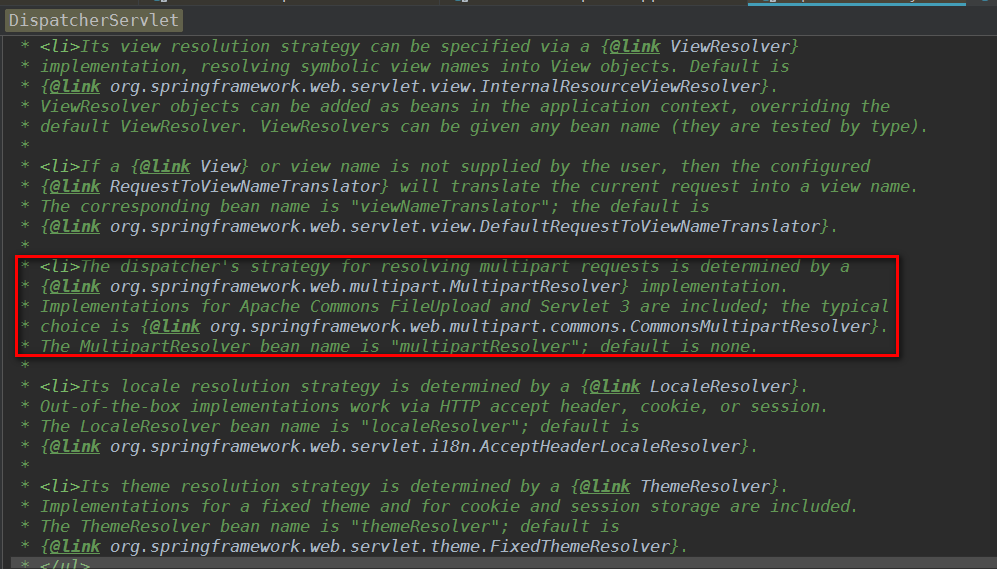 DispatcherServlet
* <li>Its view resolution strategy can be specified via a {@link ViewResolver}
* implementation, resolving symbolic view names into View objects. Default is
* {@link org.springframework.web.servlet.view.InternalResourceViewResolver}.
* ViewResolver objects can be added as beans in the application context, overriding the
* default ViewResolver. ViewResolvers can be given any bean name (they are tested by type).
*
* <li>If a {@link View} or view name is not supplied by the user, then the configured
* {@link RequestToViewNameTranslator} will translate the current request into a view name.
* The corresponding bean name is "viewNameTranslator"; the default is
* {@link org.springframework.web.servlet.view.DefaultRequestToViewNameTranslator}.
*
* <li>The dispatcher's strategy for resolving multipart requests is determined by a
* {@link org.springframework.web.multipart.MultipartResolver} implementation.
* Implementations for Apache Commons FileUpload and Servlet 3 are included; the typical
* choice is {@link org.springframework.web.multipart.commons.CommonsMultipartResolver}.
* The MultipartResolver bean name is "multipartResolver"; default is none.
*
* <li>Its locale resolution strategy is determined by a {@link LocaleResolver}.
* Out-of-the-box implementations work via HTTP accept header, cookie, or session.
* The LocaleResolver bean name is "localeResolver"; default is
* {@link org.springframework.web.servlet.i18n.AcceptHeaderLocaleResolver}.
*
* <li>Its theme resolution strategy is determined by a {@link ThemeResolver}.
* Implementations for a fixed theme and for cookie and session storage are included.
* The ThemeResolver bean name is "themeResolver"; default is
* {@link org.springframework.web.servlet.theme.FixedThemeResolver}.
* </ul>